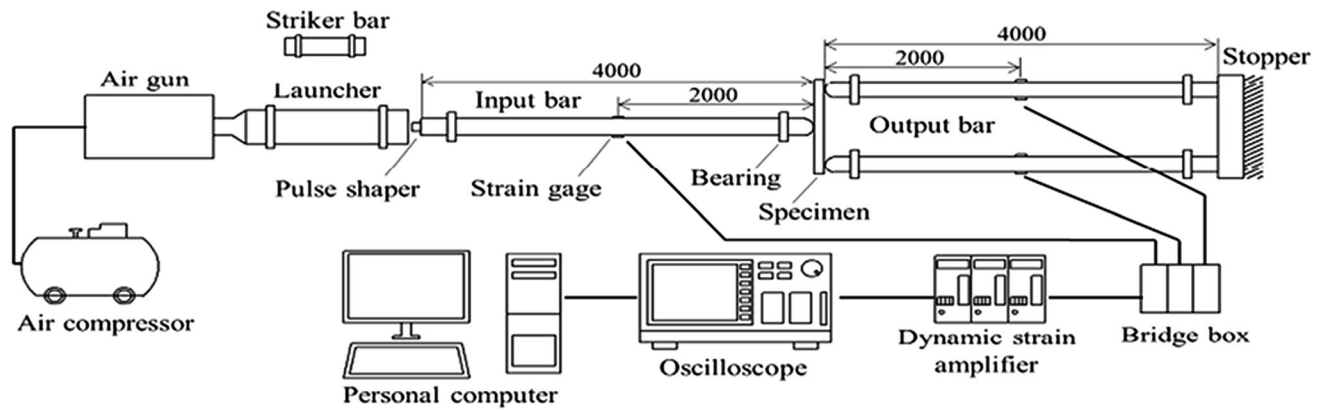 Striker bar
Air gun
Launcher
Pulse shaper
Input bar
4000
2000
Strain gage
Bearing
Specimen
4000
2000
Output bar
Stopper
Air compressor
Personal computer
Oscilloscope
Dynamic strain
amplifier
Bridge box